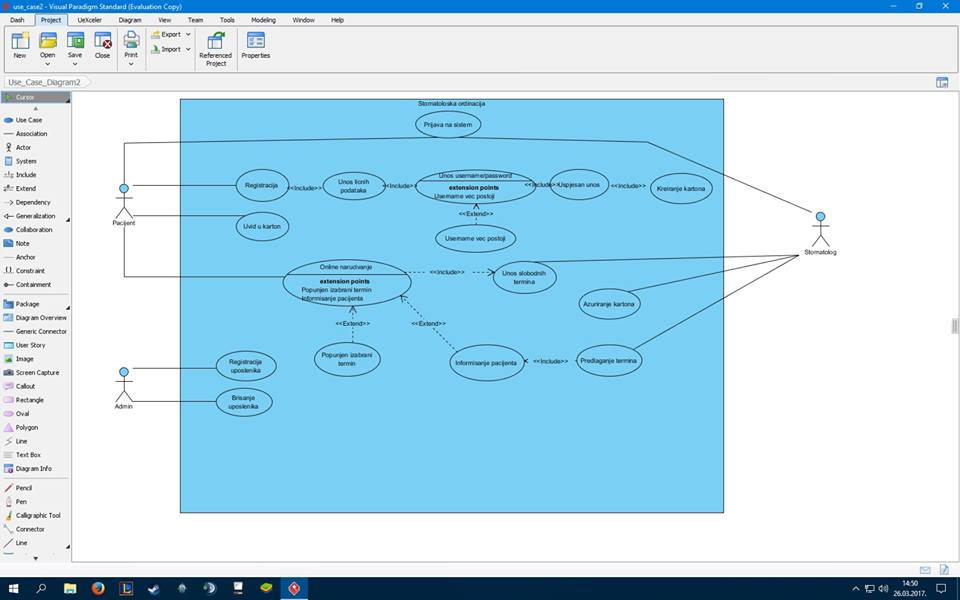 use_case2 - Visual Paradigm Standard (Evaluation Copy)
Dash Project UeXceler Diagram View Team Tools Modeling Window Help
New Open Save Close Print Export Import Referenced Project Properties
Use_Case_Diagram2
Cursor
Use Case
Association
Actor
System
Include
Extend
Dependency
Generalization
Collaboration
Note
Anchor
Constraint
Containment
Package
Diagram Overview
Generic Connector
User Story
Image
Screen Capture
Callout
Rectangle
Oval
Polygon
Line
Text Box
Diagram Info
Pencil
Pen
Calligraphic Tool
Connector
Line
Stomatoloska ordinacija
Prijava na sistem
Registracija
<<Include>>
Unos licnih
podataka
<<Include>>
Unos username/password
extension points
Username vec postoji
<<Include>>
Uspjesan unos
<<Include>>
Kreiranje kartona
Pacijent
<<Extend>>
Uvid u karton
Username vec postoji
Stomatolog
Online narudivanje
extension points
Popunjen izabrani termin
Informisanje pacijenta
<<Include>>
Unos slobodnih
termina
Azuriranje kartona
<<Extend>>
<<Extend>>
Popunjen izabrani
termin
Informisanje pacijenta
<<Include>>
Predlaganje termina
Registracija
uposlenika
Admin
Brisanje
uposlenika
14:50
26.03.2017.